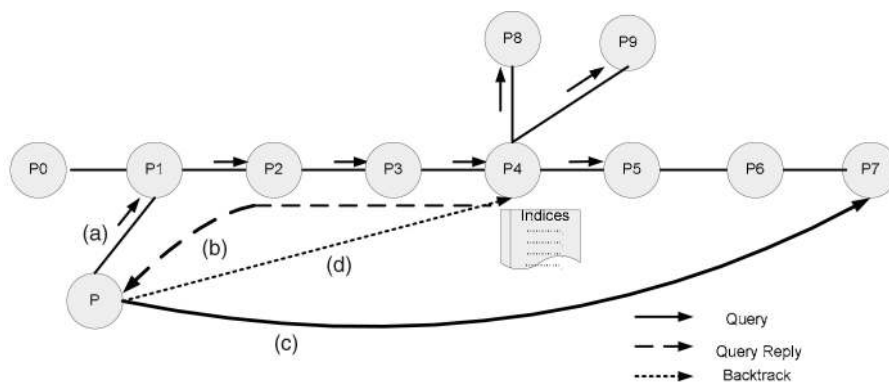 P8
P9
P0
P1
P2
P3
P4
P5
P6
P7
Indices
(a)
(b)
(d)
P
(c)
Query
Query Reply
Backtrack